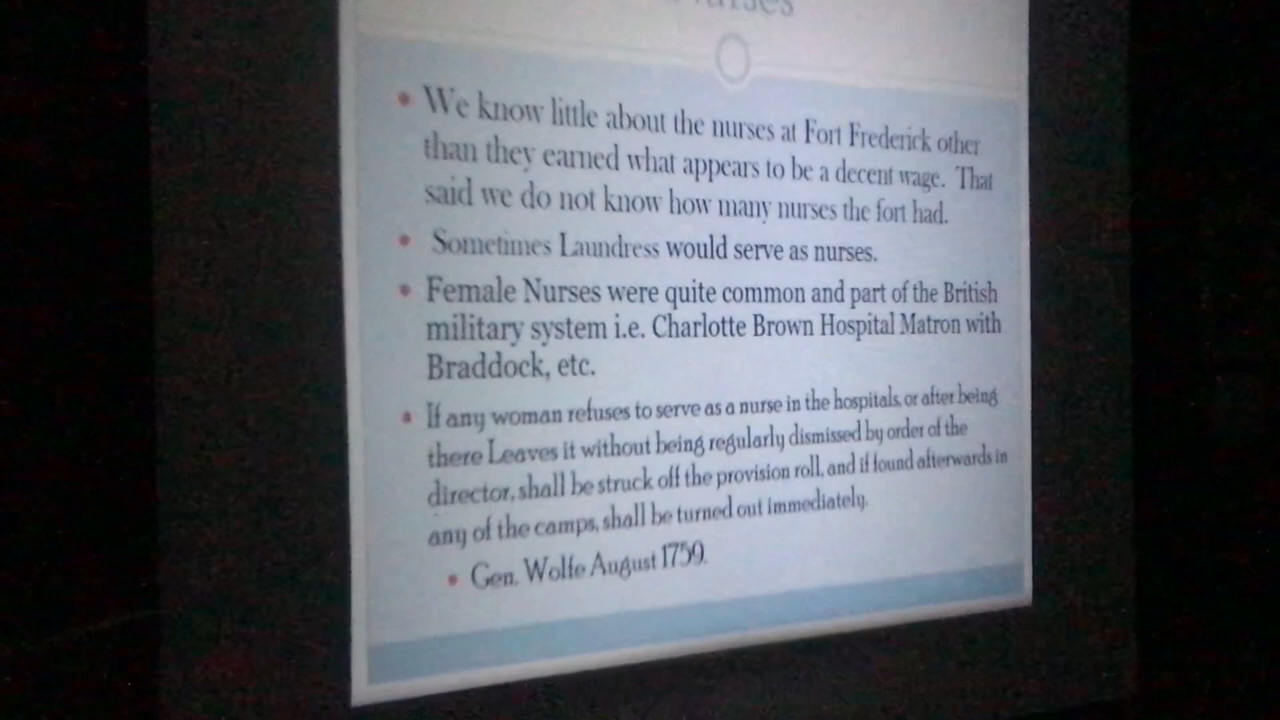 • We know little about the nurses at Fort Frederick other
than they earned what appears to be a decent wage. That
said we do not know how many nurses the fort had.
• Sometimes Laundress would serve as nurses.
• Female Nurses were quite common and part of the British
military system i.e. Charlotte Brown Hospital Matron with
Braddock, etc.
• If any woman refuses to serve as a nurse in the hospitals, or after being
there Leaves it without being regularly dismissed by order of the
director, shall be struck off the provision roll, and if found afterwards in
any of the camps, shall be turned out immediately.
• Gen. Wolfe August 1759.